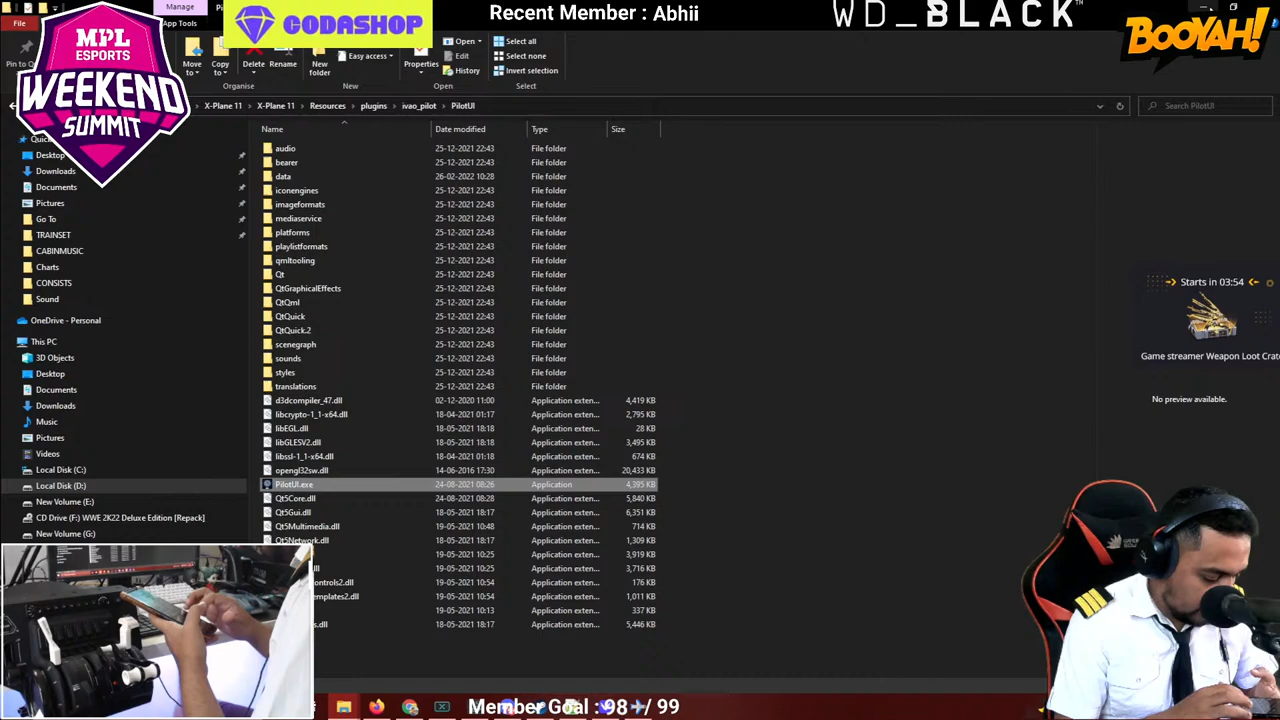 Recent Member : Abhii
WD_BLACK™
BOOYAH!
CODASHOP
MPL
ESPORTS
WEEKEND
SUMMIT
File
Manage
App Tools
Pin to Q
Move
to
Copy
to
Delete
Rename
New
folder
Easy access
Properties
Open
Edit
History
Select all
Select none
Invert selection
Organise
New
Open
Select
X-Plane 11
X-Plane 11
Resources
plugins
ivao_pilot
PilotUI
Search PilotUI
Name Date modified Type Size
audio 25-12-2021 22:43 File folder
bearer 25-12-2021 22:43 File folder
data 26-02-2022 10:28 File folder
iconengines 25-12-2021 22:43 File folder
imageformats 25-12-2021 22:43 File folder
mediaservice 25-12-2021 22:43 File folder
platforms 25-12-2021 22:43 File folder
playlistformats 25-12-2021 22:43 File folder
qmltooling 25-12-2021 22:43 File folder
Qt 25-12-2021 22:43 File folder
QtGraphicalEffects 25-12-2021 22:43 File folder
QtQml 25-12-2021 22:43 File folder
QtQuick 25-12-2021 22:43 File folder
QtQuick.2 25-12-2021 22:43 File folder
scenegraph 25-12-2021 22:43 File folder
sounds 25-12-2021 22:43 File folder
styles 25-12-2021 22:43 File folder
translations 25-12-2021 22:43 File folder
d3dcompiler_47.dll 02-12-2020 11:00 Application exten... 4,419 KB
libcrypto-1_1-x64.dll 18-04-2021 01:17 Application exten... 2,795 KB
libEGL.dll 18-05-2021 18:18 Application exten... 28 KB
libGLESV2.dll 18-05-2021 18:18 Application exten... 3,495 KB
libssl-1_1-x64.dll 18-04-2021 01:18 Application exten... 674 KB
opengl32sw.dll 14-06-2016 17:30 Application exten... 20,433 KB
PilotUI.exe 24-08-2021 08:26 Application 4,395 KB
Qt5Core.dll 24-08-2021 08:28 Application exten... 5,840 KB
Qt5Gui.dll 18-05-2021 18:17 Application exten... 6,351 KB
Qt5Multimedia.dll 19-05-2021 10:48 Application exten... 714 KB
Qt5Network.dll 18-05-2021 18:17 Application exten... 1,309 KB
19-05-2021 10:25 Application exten... 3,919 KB
19-05-2021 10:25 Application exten... 3,716 KB
controls2.dll 19-05-2021 10:54 Application exten... 176 KB
emplates2.dll 19-05-2021 10:54 Application exten... 1,011 KB
19-05-2021 10:13 Application exten... 337 KB
s.dll 18-05-2021 18:17 Application exten... 5,446 KB
Quick
Desktop
Downloads
Documents
Pictures
Go To
TRAINSET
CABINMUSIC
Charts
CONSISTS
Sound
OneDrive - Personal
This PC
3D Objects
Desktop
Documents
Downloads
Music
Pictures
Videos
Local Disk (C:)
Local Disk (D:)
New Volume (E:)
CD Drive (F:) WWE 2K22 Deluxe Edition [Repack]
New Volume (G:)
Starts in 03:54
Game streamer Weapon Loot Crat
No preview available.
Member Goal : 98 / 99